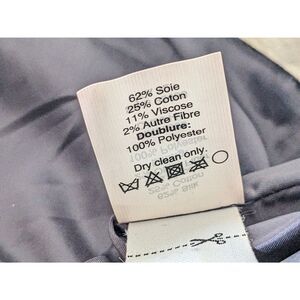 62% Soie
25% Coton
11% Viscose
2% Autre Fibre
Doublure:
100% Polyester
Dry clean only.